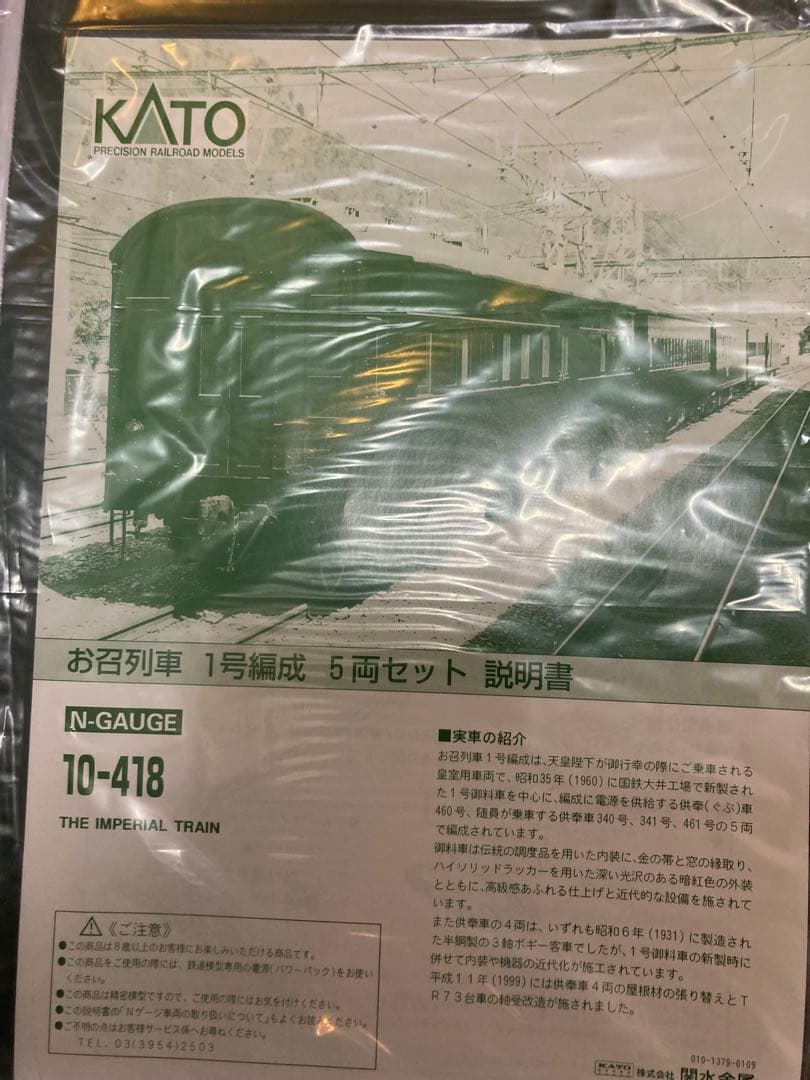 KATO
PRECISION RAILROAD MODELS
お召列車 1号編成 5両セット 説明書
N-GAUGE
10-418
THE IMPERIAL TRAIN
■実車の紹介
お召列車1号編成は、天皇陛下が御行幸の際にご乗車される
皇室用車両で、昭和35年(1960)に国鉄大井工場で新製され
た1号御料車を中心に、編成に電源を供給する供奉(ぐぶ)車
460号、随員が乗車する供奉車340号、341号、461号の5両
で編成されています。
御料車は伝統の調度品を用いた内装に、金の帯と窓の縁取り、
ハイソリッドラッカーを用いた深い光沢のある暗紅色の外装
とともに、高級感あふれる仕上げと近代的な設備を施されて
います。
また供奉車の4両は、いずれも昭和6年(1931)に製造され
た半鋼製の3軸ボギー客車でしたが、1号御料車の新製時に
併せて内装や機器の近代化が施工されています。
平成11年(1999)には供奉車4両の屋根材の張り替えとT
R73台車の軸受改造が施されました。
⚠《ご注意》
●この商品は8歳以上のお客様にお楽しみいただける商品です。
●この商品をご使用の際には、鉄道模型専用の電源(パワーパック)をお使い
ください。
●この商品は精密模型ですので、ご使用の際にはお気を付けください。
●この説明書の「Nゲージ車両の取り扱いについて」もよくお読みください。
●ご不明の点はお客様サービス係へお尋ねください。
TEL. 03(3954)2503
010-1379-0109
KATO 株式会社 関水金属